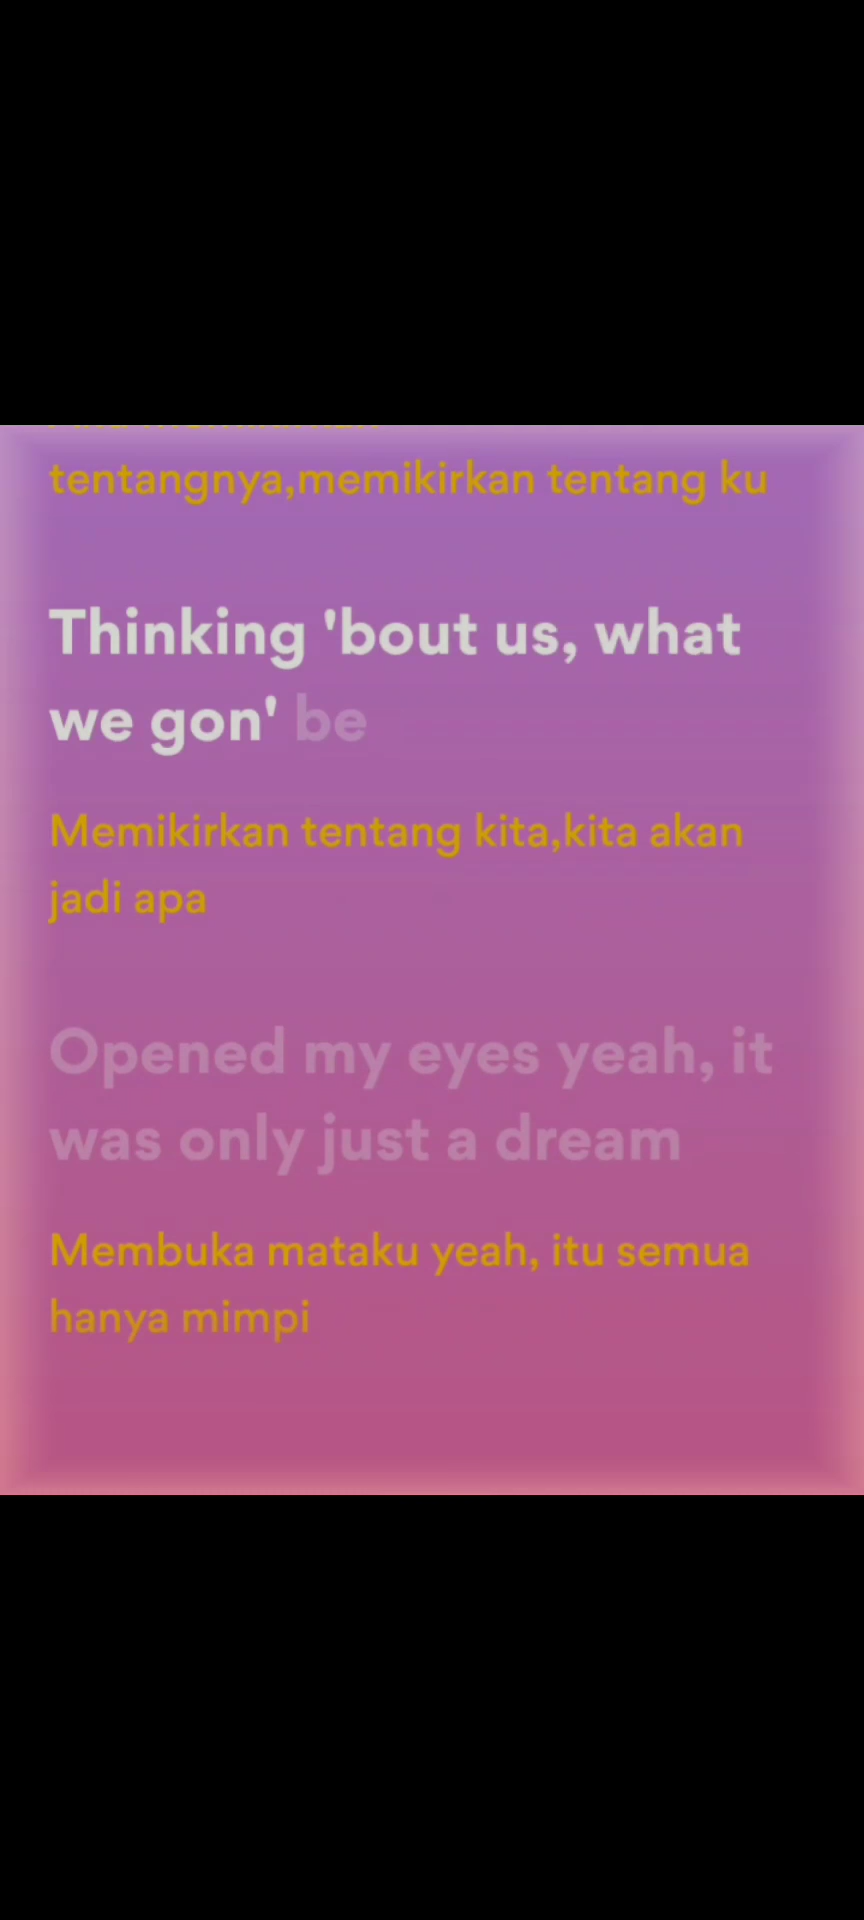 tentangnya,memikirkan tentang ku
Thinking 'bout us, what
we gon' be
Memikirkan tentang kita,kita akan
jadi apa
Opened my eyes yeah, it
was only just a dream
Membuka mataku yeah, itu semua
hanya mimpi